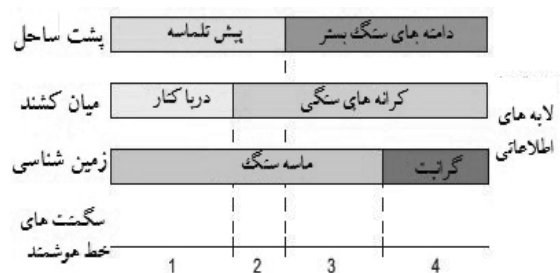 پشت ساحل پیش تلماسه دامنه های سنگ بستر
میان کشند دریا کنار کرانه های سنگی
زمین شناسی ماسه سنگ گرانیت
لایه های
اطلاعاتی
سگمنت های
خط هوشمند
1 2 3 4